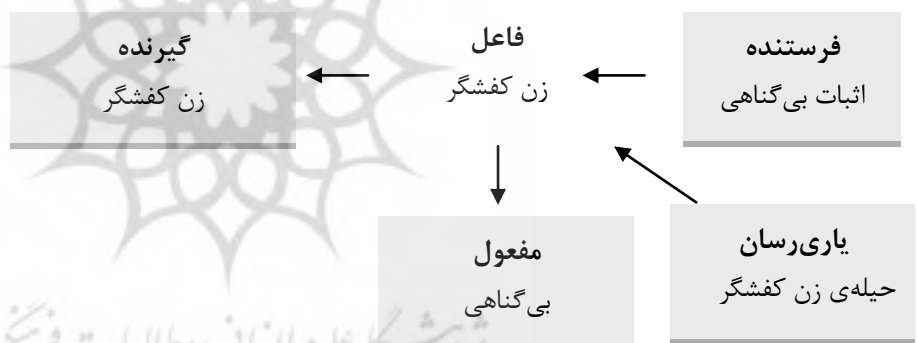 فرستنده
اثبات بی‌گناهی
فاعل
زن کفشگر
گیرنده
زن کفشگر
یاری‌رسان
حیله‌ی زن کفشگر
مفعول
بی‌گناهی